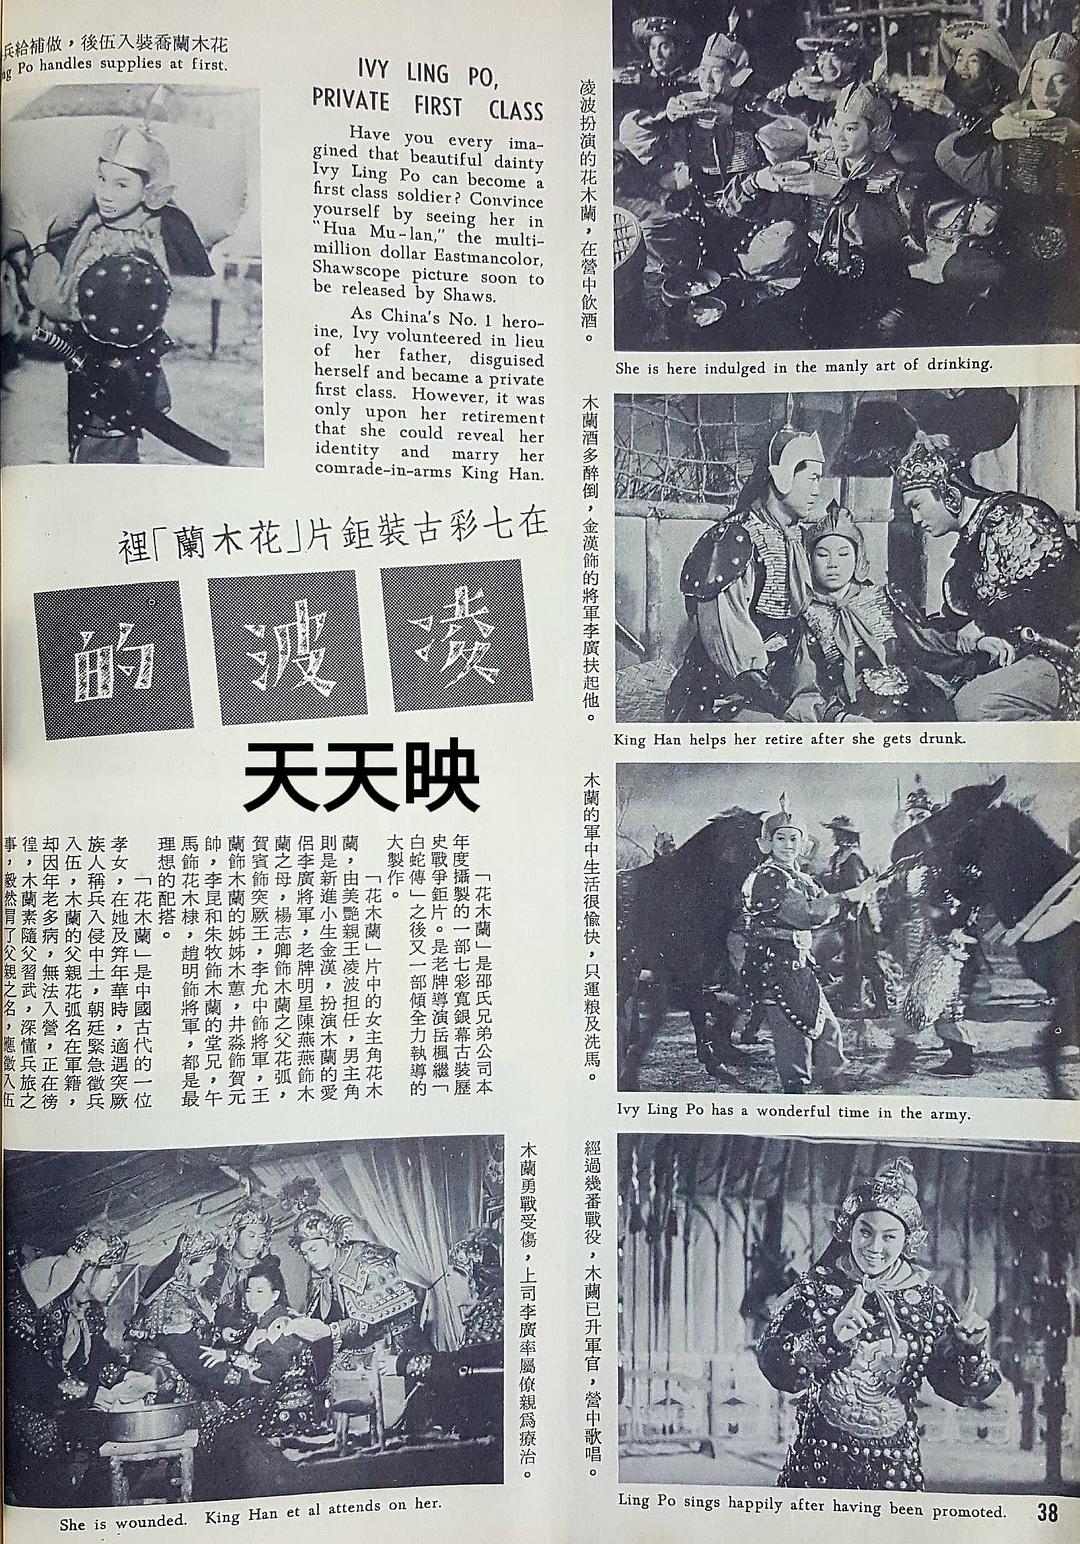 花木蘭喬裝入伍後，做補給兵
ng Po handles supplies at first.
IVY LING PO,
PRIVATE FIRST CLASS
Have you every ima-
gined that beautiful dainty
Ivy Ling Po can become a
first class soldier? Convince
yourself by seeing her in
"Hua Mu-lan," the multi-
million dollar Eastmancolor,
Shawscope picture soon to
be released by Shaws.
As China's No. 1 hero-
ine, Ivy volunteered in lieu
of her father, disguised
herself and became a private
first class. However, it was
only upon her retirement
that she could reveal her
identity and marry her
comrade-in-arms King Han.
在七彩古裝鉅片「花木蘭」裡
凌波的
天天映
「花木蘭」是邵氏兄弟公司本
年度攝製的一部七彩寬銀幕古裝歷
史戰爭鉅片。是老牌導演岳楓繼「
白蛇傳」之後又一部傾全力執導的
大製作。
「花木蘭」片中的女主角花木
蘭，由美艷親王凌波担任，男主角
則是新進小生金漢，扮演木蘭的愛
侶李廣將軍，老牌明星陳燕燕飾木
蘭之母，楊志卿飾木蘭之父花弧，
賀賓飾突厥王，李允中飾將軍，王
蘭飾木蘭的姊姊木蕙，井淼飾賀元
帥，李昆和朱牧飾木蘭的堂兄，午
馬飾花木棣，趙明飾將軍，都是最
理想的配搭。
「花木蘭」是中國古代的一位
孝女，在她及笄年華時，適遇突厥
族人稱兵入侵中土，朝廷緊急徵兵
入伍，木蘭的父親花弧名在軍籍，
却因年老多病，無法入營，正在徬
徨，木蘭素隨父習武，深懂兵旅之
事，毅然冒了父親之名，應徵入伍
凌波扮演的花木蘭，在營中飲酒。
She is here indulged in the manly art of drinking.
木蘭酒多醉倒，金漢飾的將軍李廣扶起他。
King Han helps her retire after she gets drunk.
木蘭的軍中生活很愉快，只運粮及洗馬。
Ivy Ling Po has a wonderful time in the army.
經過幾番戰役，木蘭已升軍官，營中歌唱。
Ling Po sings happily after having been promoted.
木蘭勇戰受傷，上司李廣率屬僚親爲療治。
She is wounded. King Han et al attends on her.
38